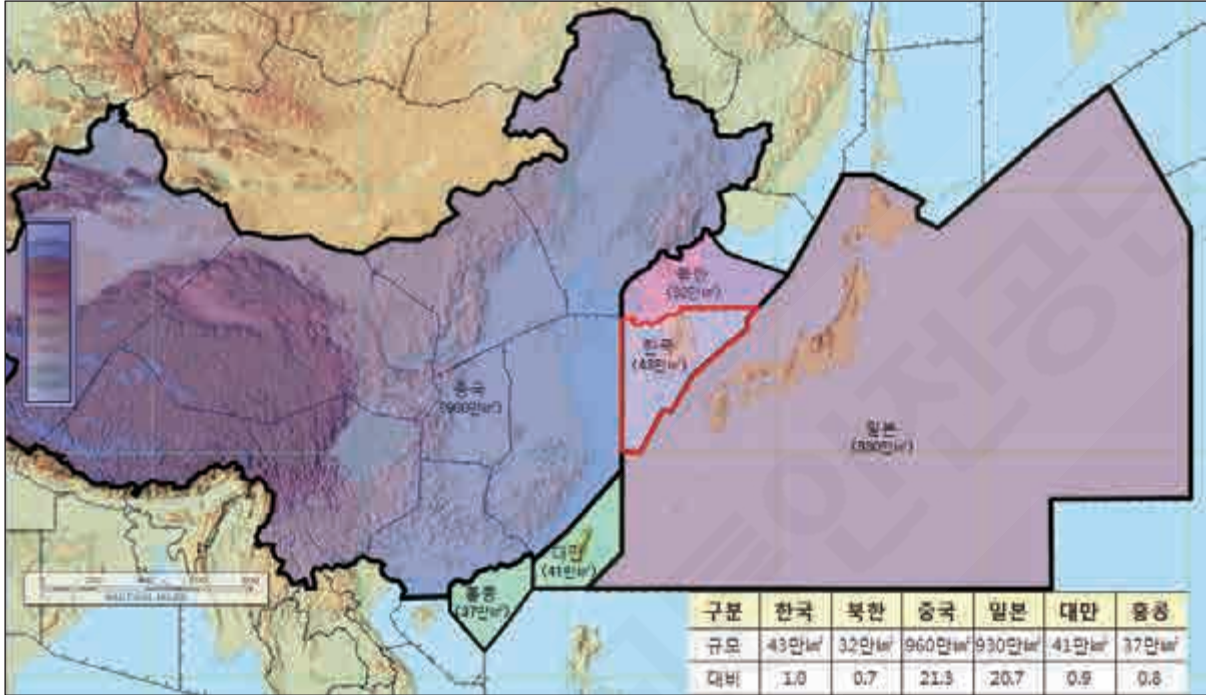 북한
(32만㎢)
한국
(43만㎢)
중국
(960만㎢)
일본
(930만㎢)
대만
(41만㎢)
홍콩
(37만㎢)
NAUTICAL MILES
구분 한국 북한 중국 일본 대만 홍콩
규모 43만㎢ 32만㎢ 960만㎢ 930만㎢ 41만㎢ 37만㎢
대비 1.0 0.7 21.3 20.7 0.9 0.8